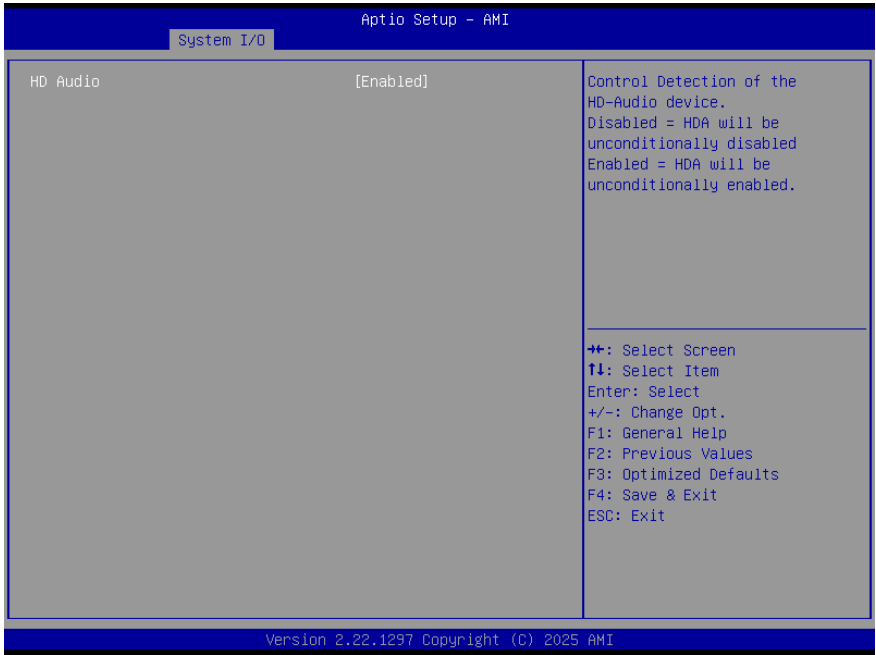 Aptio Setup – AMI
System I/O
HD Audio [Enabled]
Control Detection of the
HD-Audio device.
Disabled = HDA will be
unconditionally disabled
Enabled = HDA will be
unconditionally enabled.
→←: Select Screen
↑↓: Select Item
Enter: Select
+/-: Change Opt.
F1: General Help
F2: Previous Values
F3: Optimized Defaults
F4: Save & Exit
ESC: Exit
Version 2.22.1297 Copyright (C) 2025 AMI